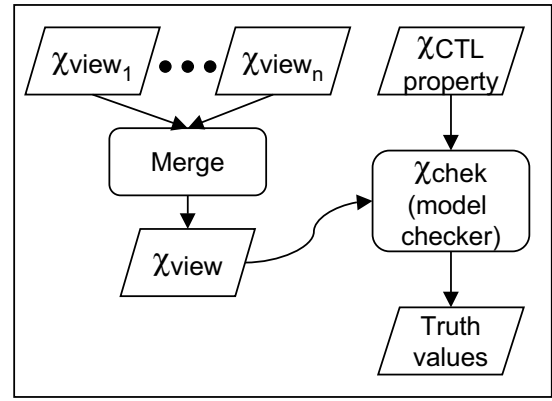 χview₁ ••• χviewₙ
χCTL
property
Merge
χchek
(model
checker)
χview
Truth
values